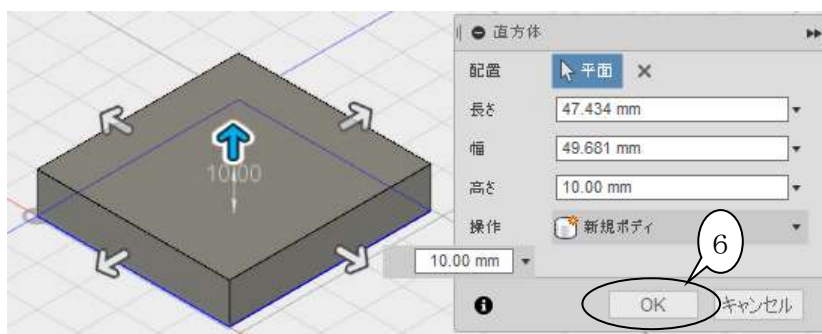 直方体
配置 平面
長さ 47.434 mm
幅 49.681 mm
高さ 10.00 mm
操作 新規ボディ
10.00
10.00 mm
6
OK キャンセル